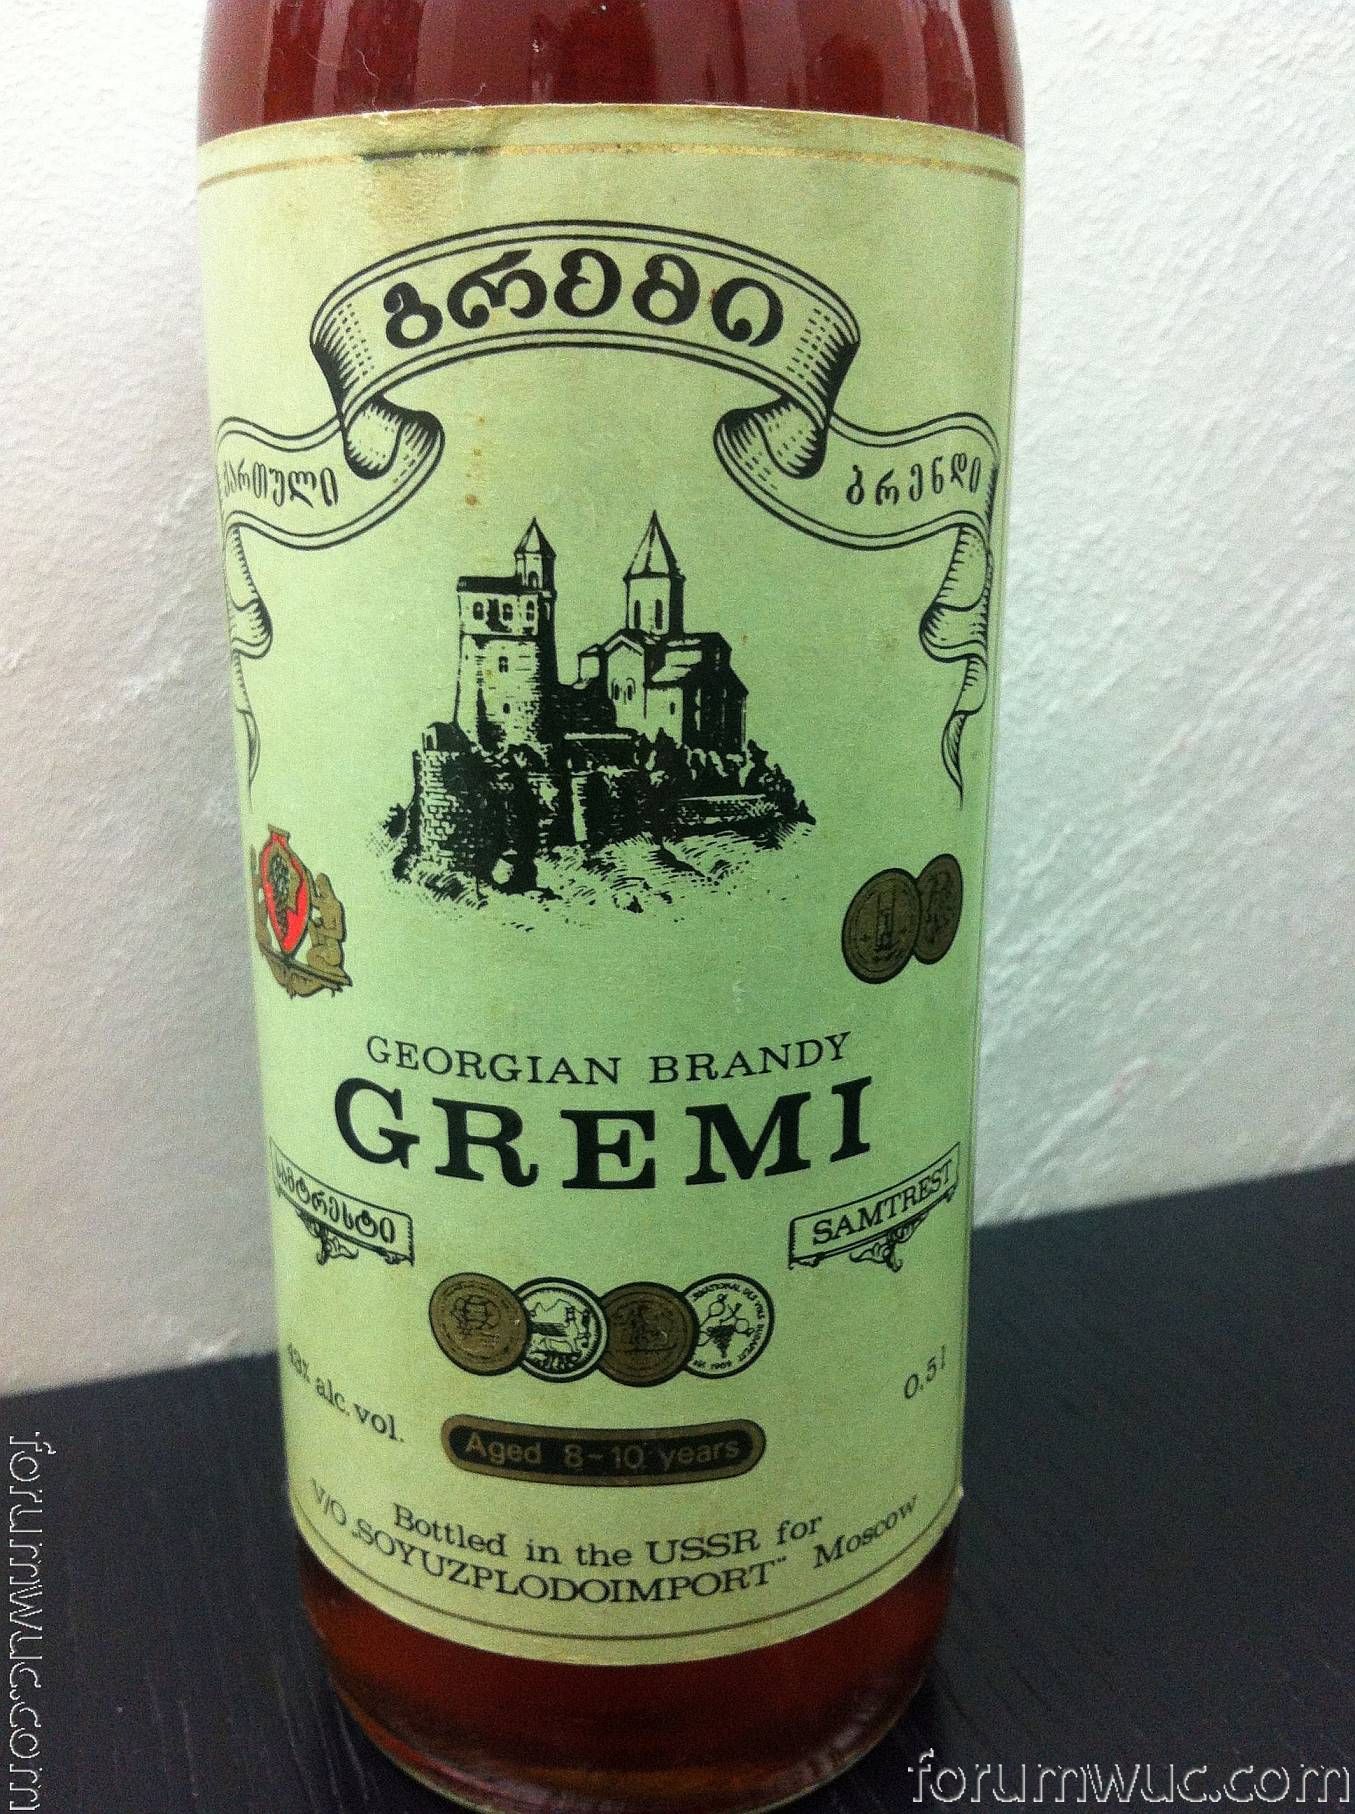 გრემი
ქართული
ბრენდი
GEORGIAN BRANDY
GREMI
სამტრესტი
SAMTREST
43% alc. vol.
0.5 l
Aged 8-10 years
Bottled in the USSR for
V/O „SOYUZPLODOIMPORT" Moscow
forumwuc.com
forumwuc.com